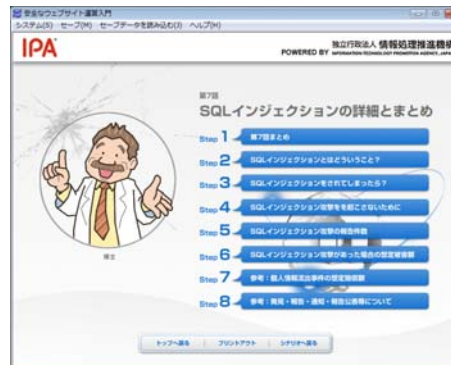 安全なウェブサイト運営入門
システム(S) セーブ(M) セーブデータを読み込む(J) ヘルプ(H)
IPA
独立行政法人 情報処理推進機構
POWERED BY INFORMATION-TECHNOLOGY PROMOTION AGENCY, JAPAN
第7話
SQLインジェクションの詳細とまとめ
Step 1 第7話まとめ
Step 2 SQLインジェクションとはどういうこと?
Step 3 SQLインジェクションをされてしまったら?
Step 4 SQLインジェクション攻撃をを起こさないために
Step 5 SQLインジェクション攻撃の報告件数
Step 6 SQLインジェクション攻撃があった場合の想定被害額
Step 7 参考:個人情報流出事件の想定賠償額
Step 8 参考:発見・報告・通知・報告公表等について
博士
トップへ戻る | プリントアウト | シナリオへ戻る